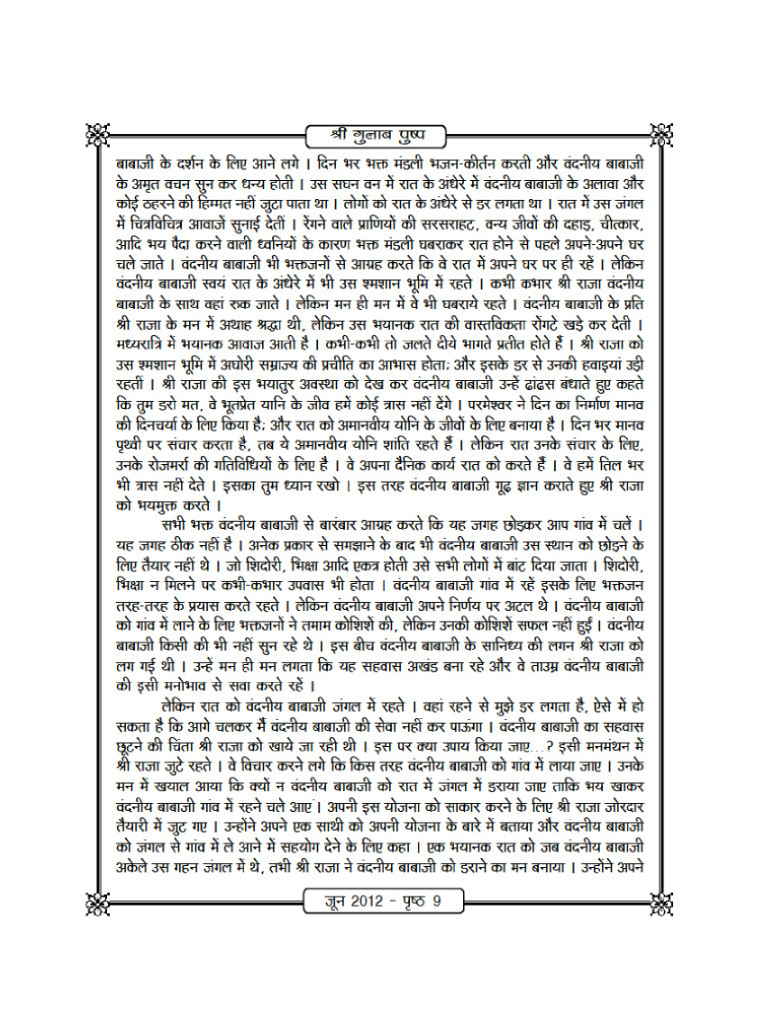 श्री गुलाब पुष्प
बाबाजी के दर्शन के लिए आने लगे । दिन भर भक्त मंडली भजन-कीर्तन करती और वंदनीय बाबाजी
के अमृत वचन सुन कर धन्य होती । उस सघन वन में रात के अंधेरे में वंदनीय बाबाजी के अलावा और
कोई ठहरने की हिम्मत नहीं जुटा पाता था । लोगों को रात के अंधेरे से डर लगता था । रात में उस जंगल
में चित्रविचित्र आवाजें सुनाई देतीं । रेंगने वाले प्राणियों की सरसराहट, वन्य जीवों की दहाड़, चीत्कार,
आदि भय पैदा करने वाली ध्वनियों के कारण भक्त मंडली घबराकर रात होने से पहले अपने-अपने घर
चले जाते । वंदनीय बाबाजी भी भक्तजनों से आग्रह करते कि वे रात में अपने घर पर ही रहें । लेकिन
वंदनीय बाबाजी स्वयं रात के अंधेरे में भी उस श्मशान भूमि में रहते । कभी कभार श्री राजा वंदनीय
बाबाजी के साथ वहां रुक जाते । लेकिन मन ही मन में वे भी घबराये रहते । वंदनीय बाबाजी के प्रति
श्री राजा के मन में अथाह श्रद्धा थी, लेकिन उस भयानक रात की वास्तविकता रोंगटे खड़े कर देती ।
मध्यरात्रि में भयानक आवाज आती है । कभी-कभी तो जलते दीये भागते प्रतीत होते हैं । श्री राजा को
उस श्मशान भूमि में अघोरी सम्राज्य की प्रचीति का आभास होता; और इसके डर से उनकी हवाइयां उड़ी
रहतीं । श्री राजा की इस भयातुर अवस्था को देख कर वंदनीय बाबाजी उन्हें ढांढस बंधाते हुए कहते
कि तुम डरो मत, वे भूतप्रेत यानि के जीव हमें कोई त्रास नहीं देंगे । परमेश्वर ने दिन का निर्माण मानव
की दिनचर्या के लिए किया है; और रात को अमानवीय योनि के जीवों के लिए बनाया है । दिन भर मानव
पृथ्वी पर संचार करता है, तब ये अमानवीय योनि शांति रहते हैं । लेकिन रात उनके संचार के लिए,
उनके रोजमर्रा की गतिविधियों के लिए है । वे अपना दैनिक कार्य रात को करते हैं । वे हमें तिल भर
भी त्रास नहीं देते । इसका तुम ध्यान रखो । इस तरह वंदनीय बाबाजी गूढ़ ज्ञान कराते हुए श्री राजा
को भयमुक्त करते ।
सभी भक्त वंदनीय बाबाजी से बारंबार आग्रह करते कि यह जगह छोड़कर आप गांव में चलें ।
यह जगह ठीक नहीं है । अनेक प्रकार से समझाने के बाद भी वंदनीय बाबाजी उस स्थान को छोड़ने के
लिए तैयार नहीं थे । जो शिदोरी, भिक्षा आदि एकत्र होती उसे सभी लोगों में बांट दिया जाता । शिदोरी,
भिक्षा न मिलने पर कभी-कभार उपवास भी होता । वंदनीय बाबाजी गांव में रहें इसके लिए भक्तजन
तरह-तरह के प्रयास करते रहते । लेकिन वंदनीय बाबाजी अपने निर्णय पर अटल थे । वंदनीय बाबाजी
को गांव में लाने के लिए भक्तजनों ने तमाम कोशिशें की, लेकिन उनकी कोशिशें सफल नहीं हुईं । वंदनीय
बाबाजी किसी की भी नहीं सुन रहे थे । इस बीच वंदनीय बाबाजी के सानिध्य की लगन श्री राजा को
लग गई थी । उन्हें मन ही मन लगता कि यह सहवास अखंड बना रहे और वे ताउम्र वंदनीय बाबाजी
की इसी मनोभाव से सवा करते रहें ।
लेकिन रात को वंदनीय बाबाजी जंगल में रहते । वहां रहने से मुझे डर लगता है, ऐसे में हो
सकता है कि आगे चलकर मैं वंदनीय बाबाजी की सेवा नहीं कर पाऊंगा । वंदनीय बाबाजी का सहवास
छूटने की चिंता श्री राजा को खाये जा रही थी । इस पर क्या उपाय किया जाए...? इसी मनमंथन में
श्री राजा जुटे रहते । वे विचार करने लगे कि किस तरह वंदनीय बाबाजी को गांव में लाया जाए । उनके
मन में खयाल आया कि क्यों न वंदनीय बाबाजी को रात में जंगल में डराया जाए ताकि भय खाकर
वंदनीय बाबाजी गांव में रहने चले आएं । अपनी इस योजना को साकार करने के लिए श्री राजा जोरदार
तैयारी में जुट गए । उन्होंने अपने एक साथी को अपनी योजना के बारे में बताया और वंदनीय बाबाजी
को जंगल से गांव में ले आने में सहयोग देने के लिए कहा । एक भयानक रात को जब वंदनीय बाबाजी
अकेले उस गहन जंगल में थे, तभी श्री राजा ने वंदनीय बाबाजी को डराने का मन बनाया । उन्होंने अपने
जून 2012 - पृष्ठ 9